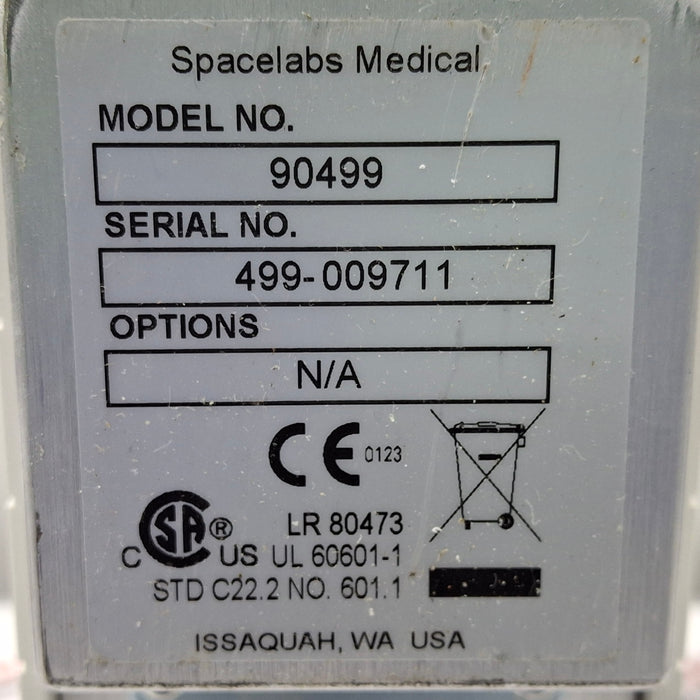 Spacelabs Medical
MODEL NO.
90499
SERIAL NO.
499-009711
OPTIONS
N/A
CE 0123
SA ® LR 80473
C US UL 60601-1
STD C22.2 NO. 601.1
ISSAQUAH, WA USA